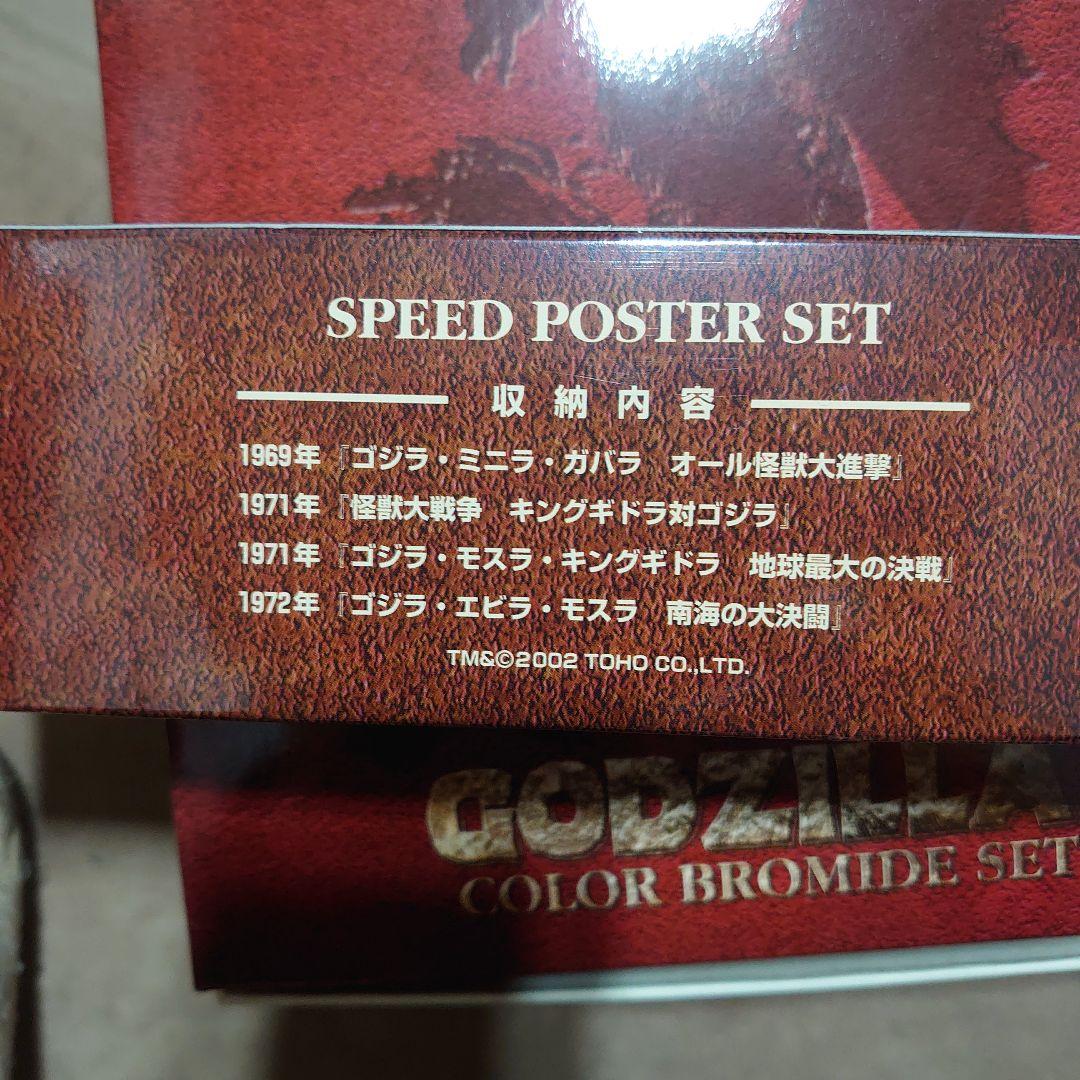 SPEED POSTER SET
収納内容
1969年『ゴジラ・ミニラ・ガバラ　オール怪獣大進撃』
1971年『怪獣大戦争　キングギドラ対ゴジラ』
1971年『ゴジラ・モスラ・キングギドラ　地球最大の決戦』
1972年『ゴジラ・エビラ・モスラ　南海の大決闘』
TM&©2002 TOHO CO.,LTD.
GODZILLA
COLOR BROMIDE SET